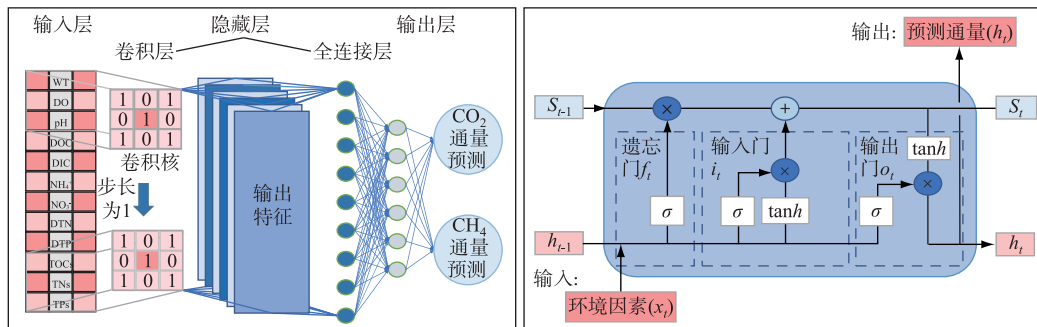 输入层
隐藏层
输出层
卷积层
全连接层
WT
DO
pH
DOC
DIC
NH₄
NO₃-
DTN
DTP
TOCs
TNs
TPs
1 0 1
0 1 0
1 0 1
卷积核
步长
为1
1 0 1
0 1 0
1 0 1
输出
特征
CO₂
通量
预测
CH₄
通量
预测
输出: 预测通量(hₜ)
Sₜ₋₁
×
+
Sₜ
遗忘
门fₜ
输入门
iₜ
输出
门oₜ
tanh
×
×
σ
σ
tanh
σ
hₜ₋₁
hₜ
输入:
环境因素(xₜ)